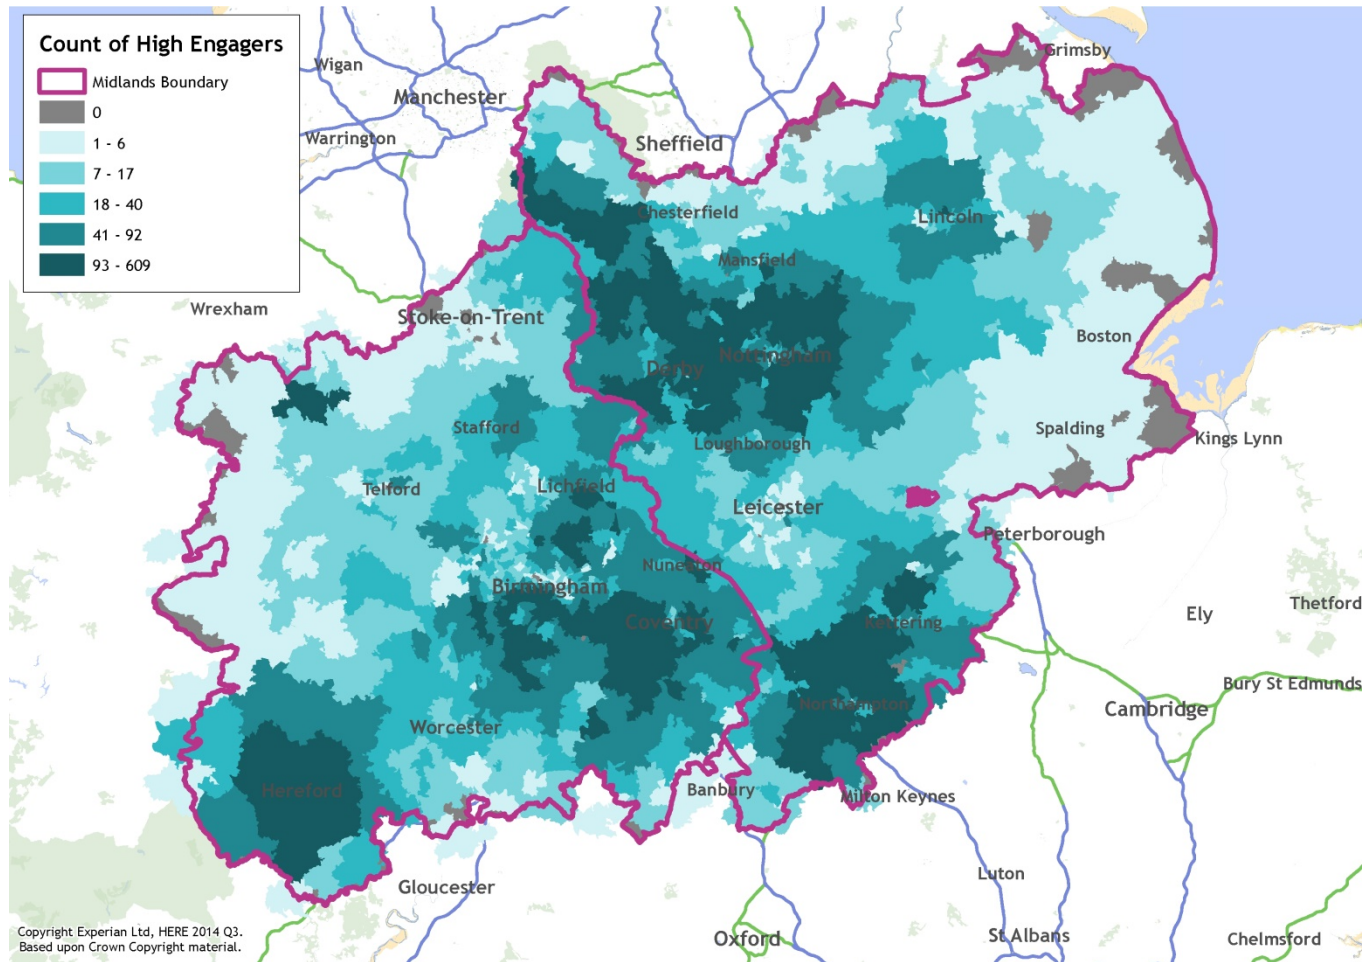 Count of High Engagers
Midlands Boundary
0
1 - 6
7 - 17
18 - 40
41 - 92
93 - 609
Grimsby
Wigan
Manchester
Warrington
Sheffield
Chesterfield
Lincoln
Mansfield
Wrexham
Stoke-on-Trent
Boston
Derby
Nottingham
Stafford
Loughborough
Spalding
Kings Lynn
Telford
Lichfield
Leicester
Peterborough
Nuneaton
Birmingham
Thetford
Ely
Coventry
Kettering
Bury St Edmunds
Northampton
Cambridge
Worcester
Hereford
Banbury
Milton Keynes
Gloucester
Luton
Oxford
St Albans
Chelmsford
Copyright Experian Ltd, HERE 2014 Q3.
Based upon Crown Copyright material.